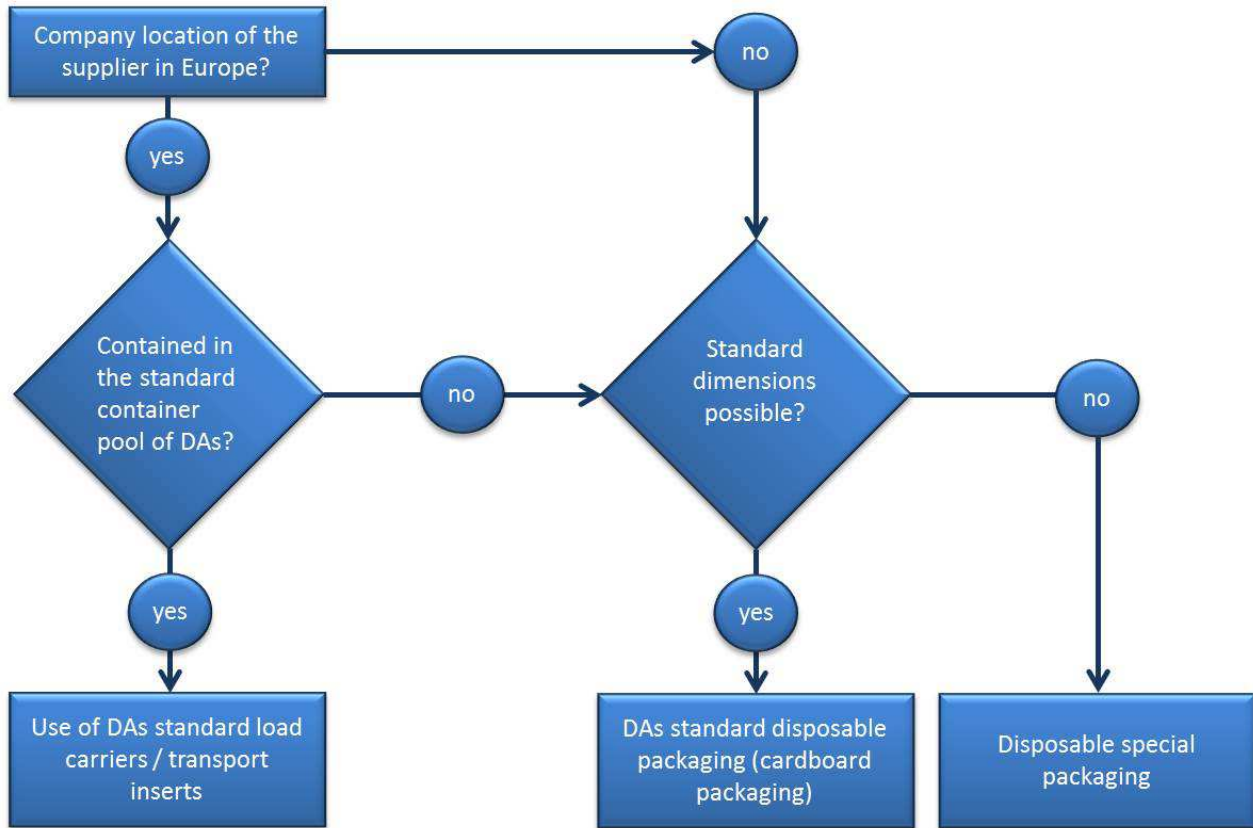 Company location of the
supplier in Europe?
no
yes
Contained in
the standard
container
pool of DAs?
no
Standard
dimensions
possible?
no
yes
yes
Use of DAs standard load
carriers / transport
inserts
DAs standard disposable
packaging (cardboard
packaging)
Disposable special
packaging